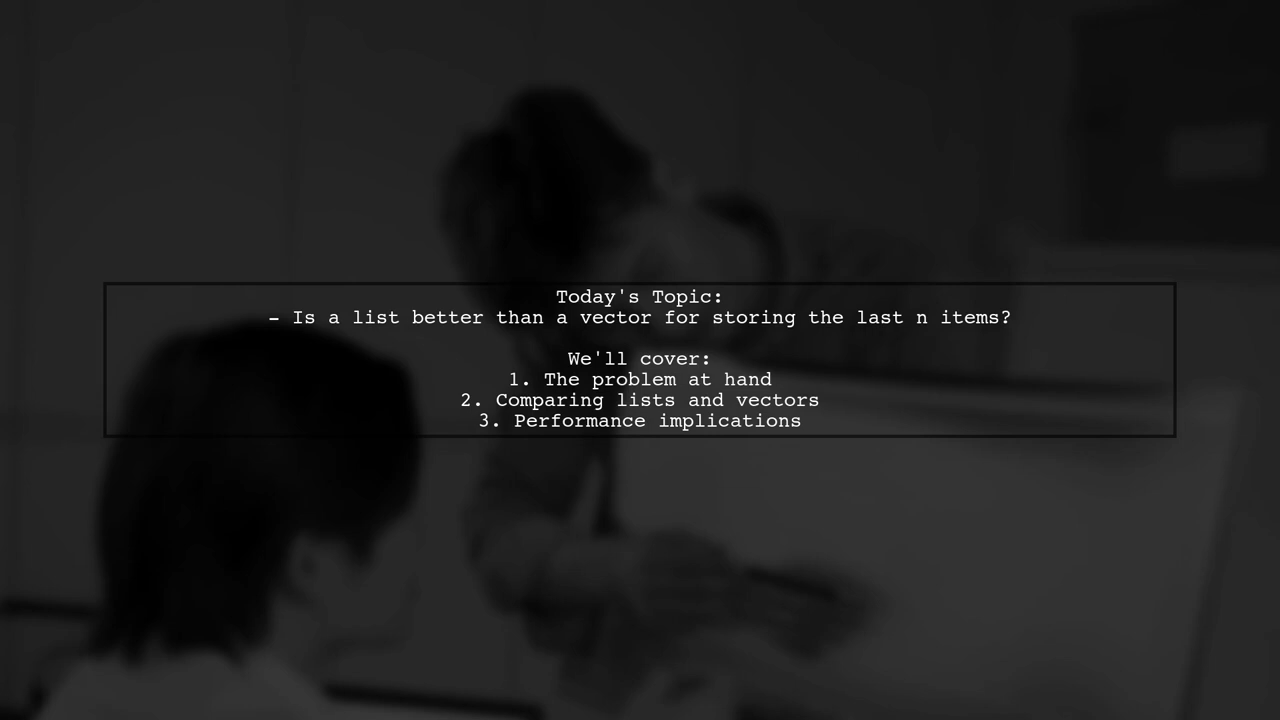 Today's Topic:
– Is a list better than a vector for storing the last n items?
We'll cover:
1. The problem at hand
2. Comparing lists and vectors
3. Performance implications